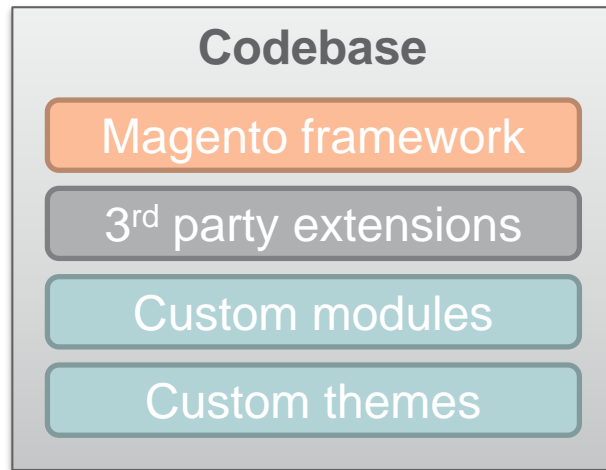 Codebase
Magento framework
3rd party extensions
Custom modules
Custom themes